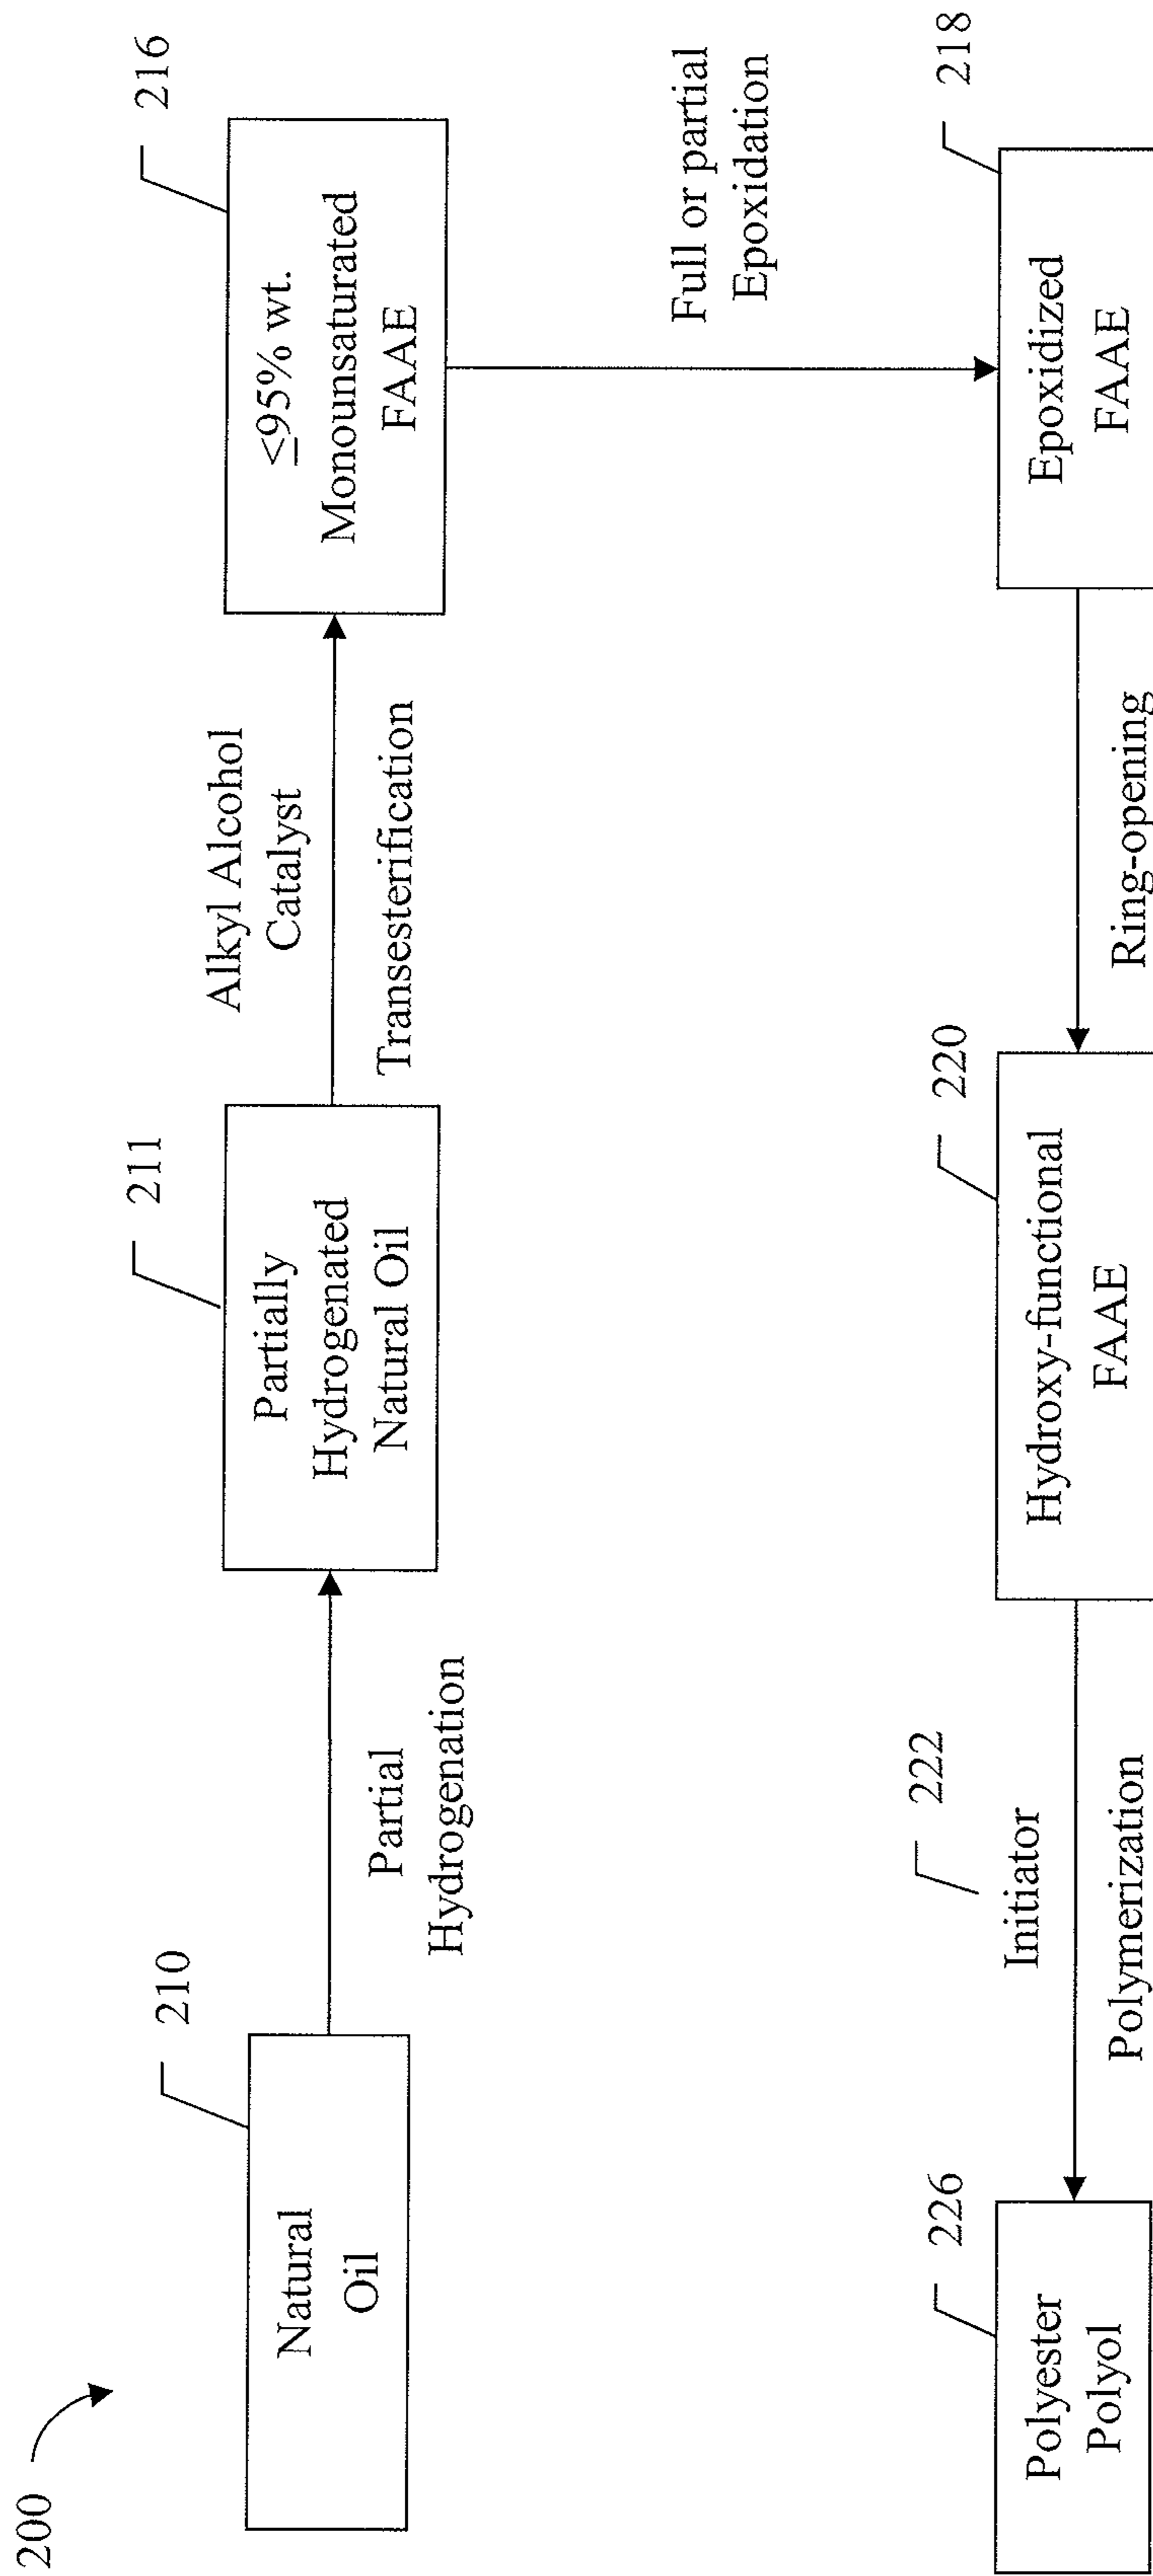 200
210
Natural
Oil
Partial
Hydrogenation
211
Partially
Hydrogenated
Natural Oil
Alkyl Alcohol
Catalyst
Transesterification
216
≤95% wt.
Monounsaturated
FAAE
Full or partial
Epoxidation
218
Epoxidized
FAAE
Ring-opening
220
Hydroxy-functional
FAAE
222
Initiator
Polymerization
226
Polyester
Polyol